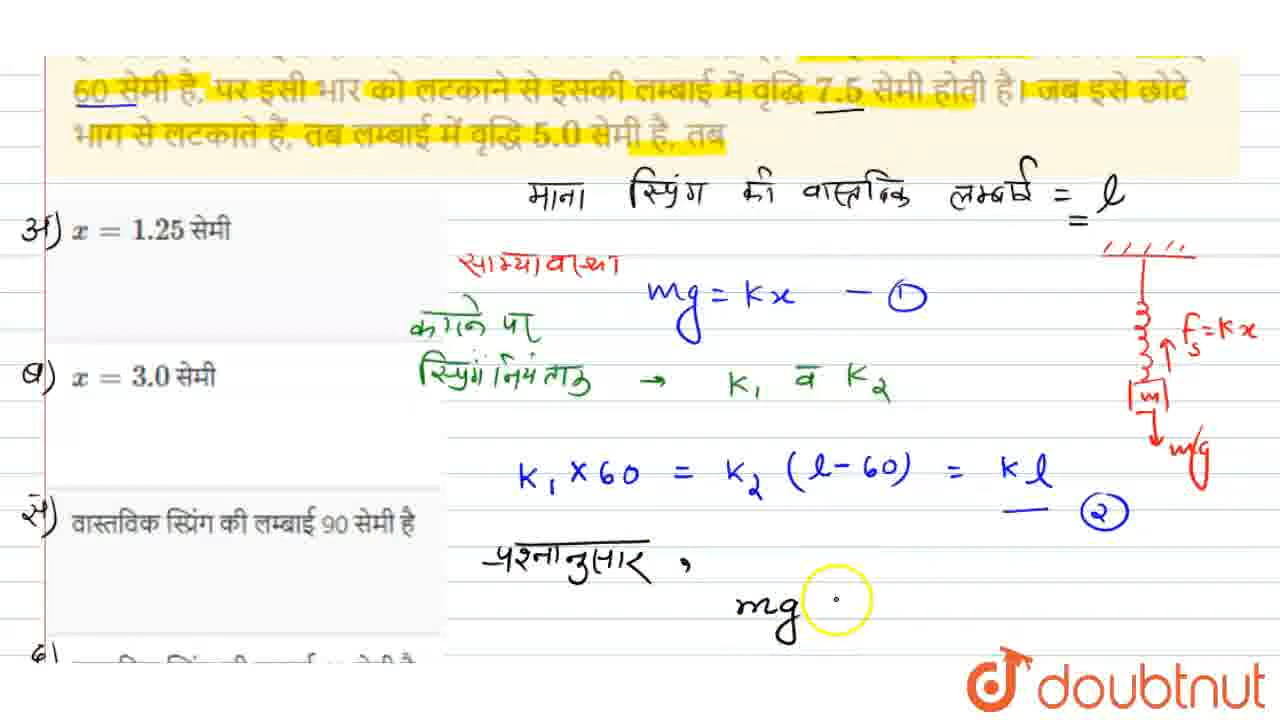 60 सेमी है, पर इसी भार को लटकाने से इसकी लम्बाई में वृद्धि 7.5 सेमी होती है। जब इसे छोटे
भाग से लटकाते हैं, तब लम्बाई में वृद्धि 5.0 सेमी है, तब
माना स्प्रिंग की वास्तविक लम्बाई = l
अ) x = 1.25 सेमी
साम्यावस्था
mg = Kx - ①
काटने पर
स्प्रिंग नियतांक → K₁ व K₂
Fs = Kx
m
mg
ब) x = 3.0 सेमी
K₁ × 60 = K₂ (l - 60) = Kl
②
स) वास्तविक स्प्रिंग की लम्बाई 90 सेमी है
प्रश्नानुसार,
mg
doubtnut